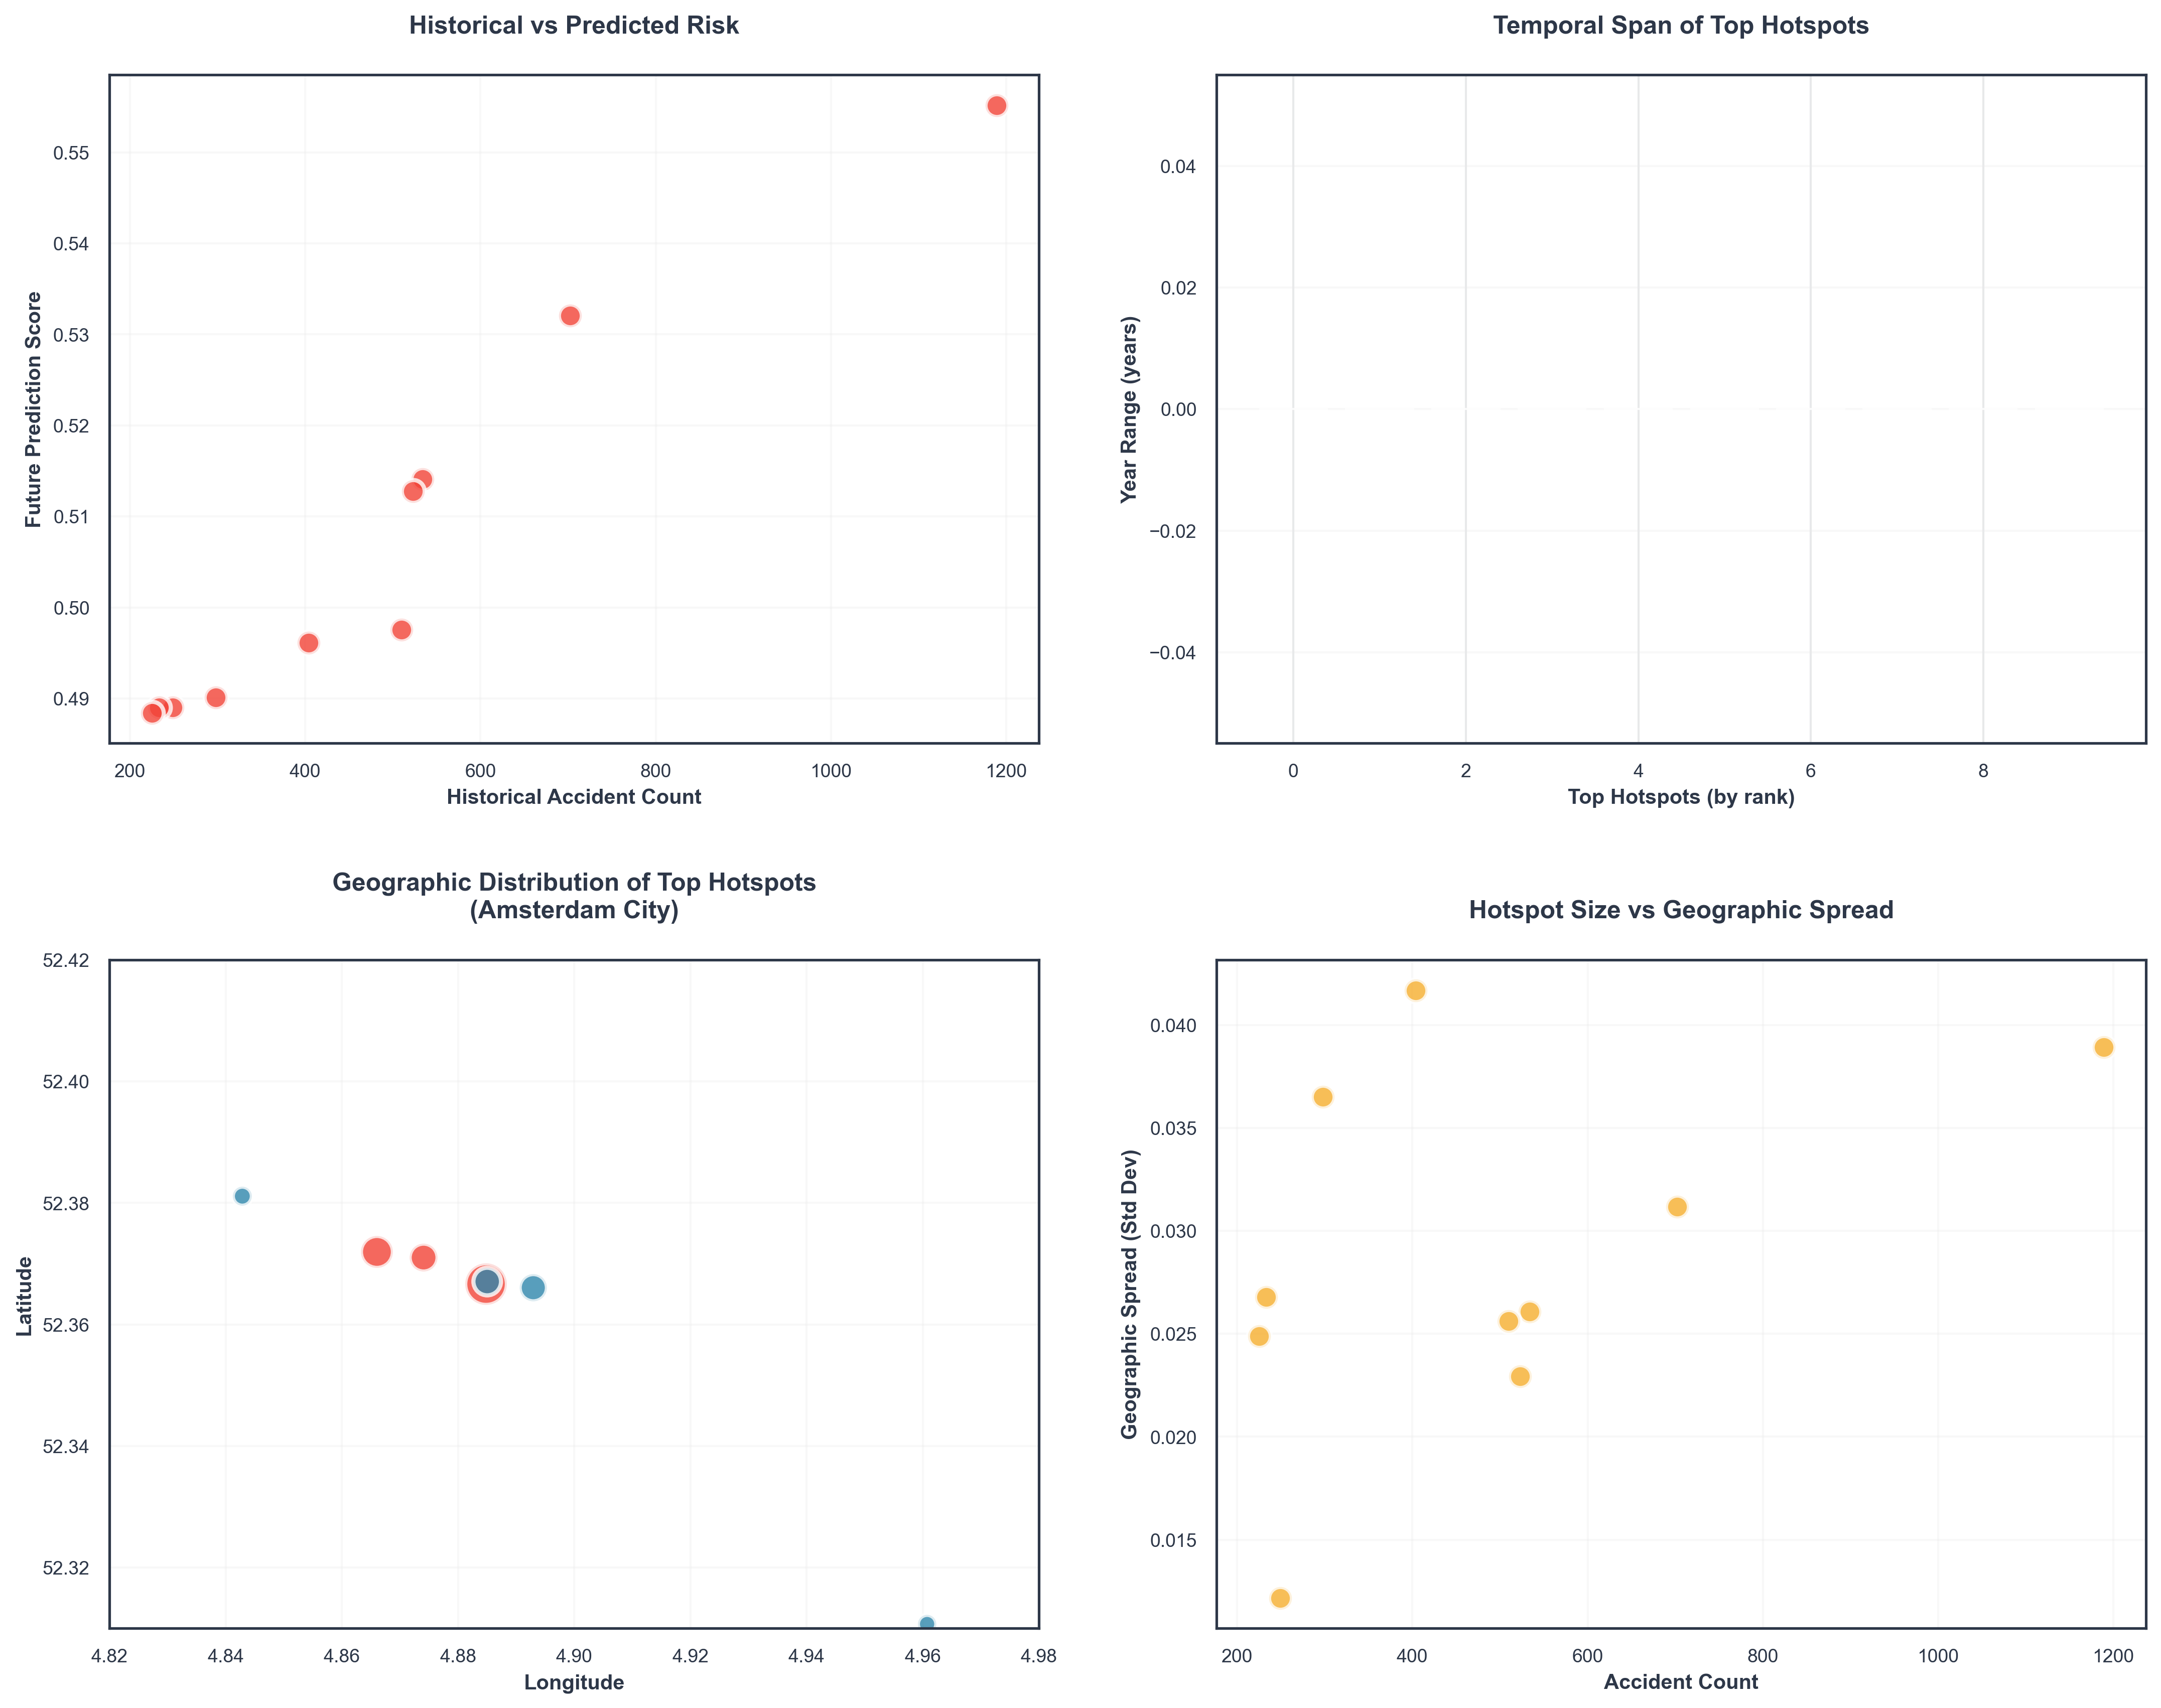 Historical vs Predicted Risk
0.55
0.54
0.53
0.52
0.51
0.50
0.49
Future Prediction Score
200 400 600 800 1000 1200
Historical Accident Count
Temporal Span of Top Hotspots
0.04
0.02
0.00
−0.02
−0.04
Year Range (years)
0 2 4 6 8
Top Hotspots (by rank)
Geographic Distribution of Top Hotspots
(Amsterdam City)
52.42
52.40
52.38
52.36
52.34
52.32
Latitude
4.82 4.84 4.86 4.88 4.90 4.92 4.94 4.96 4.98
Longitude
Hotspot Size vs Geographic Spread
0.040
0.035
0.030
0.025
0.020
0.015
Geographic Spread (Std Dev)
200 400 600 800 1000 1200
Accident Count